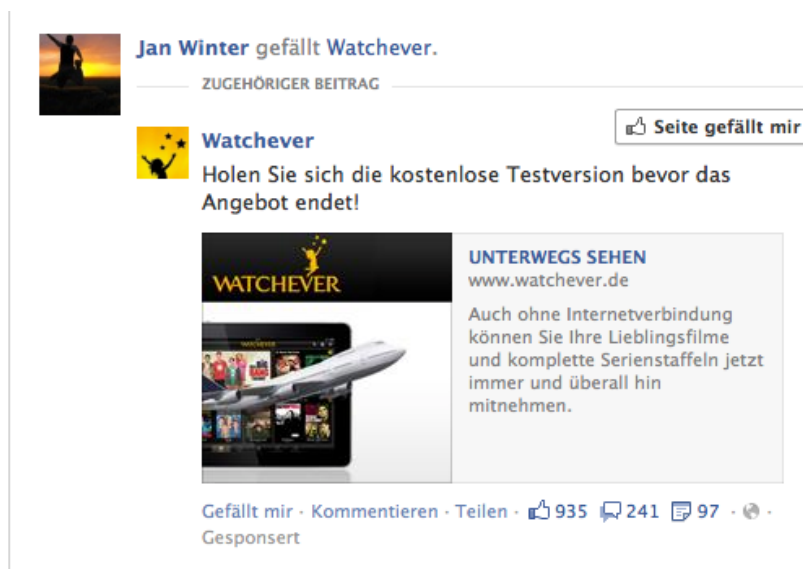 Jan Winter gefällt Watchever.
ZUGEHÖRIGER BEITRAG
Seite gefällt mir
Watchever
Holen Sie sich die kostenlose Testversion bevor das
Angebot endet!
WATCHEVER
WATCHEVER
UNTERWEGS SEHEN
www.watchever.de
Auch ohne Internetverbindung
können Sie Ihre Lieblingsfilme
und komplette Serienstaffeln jetzt
immer und überall hin
mitnehmen.
Gefällt mir · Kommentieren · Teilen · 935 241 97 · ·
Gesponsert